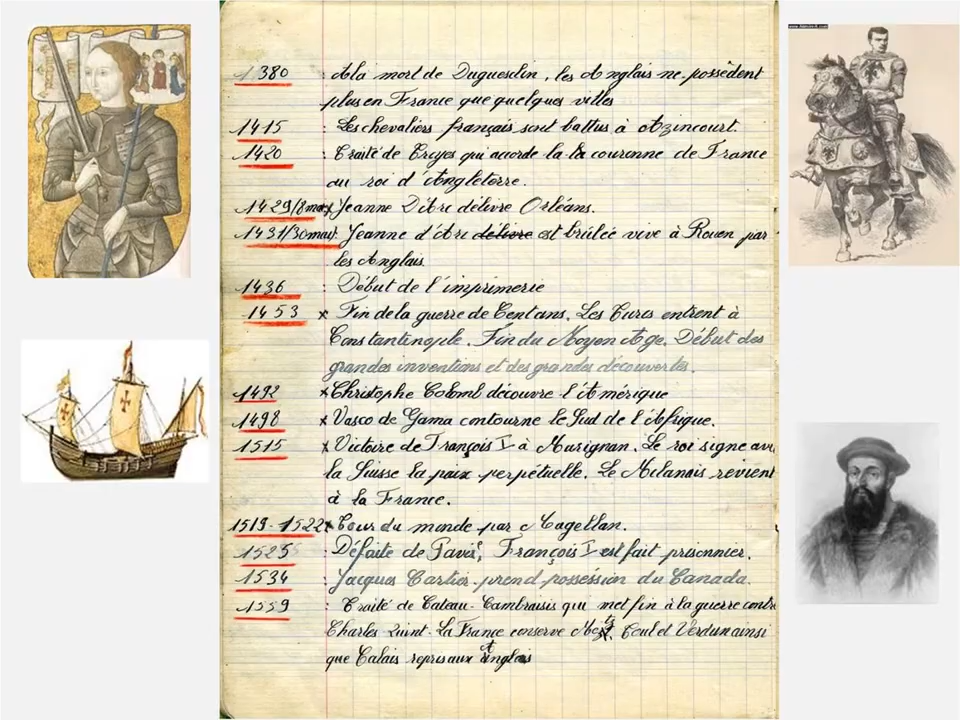 1380 : A la mort de Duguesclin, les Anglais ne possèdent
plus en France que quelques villes
1415 : Les chevaliers français sont battus à Azincourt.
1420 : Traité de Troyes qui accorde la la couronne de France
au roi d'Angleterre.
1429/8 mai Jeanne D'Arc délivre Orléans.
1431/30 mai: Jeanne d'Arc délivre est brûlée vive à Rouen par
les Anglais
1436 : Début de l'imprimerie
1453 x Fin de la guerre de Cent ans. Les Turcs entrent à
Constantinople. Fin du Moyen Age. Début des
grandes inventions et des grandes découvertes.
1492 x Christophe Colomb découvre l'Amérique
1498 x Vasco de Gama contourne le Sud de l'Afrique.
1515 x Victoire de François I à Marignan. Le roi signe avec
la Suisse la paix perpétuelle. Le Milanais revient
à la France.
1519-1522 x Tour du monde par Magellan.
1525 : Défaite de Pavie, François I est fait prisonnier.
1534 : Jacques Cartier prend posséssion du Canada.
1559 : Traité de Cateau-Cambraisis qui met fin à la guerre contre
Charles Quint. La France conserve Metz, Toul et Verdun ainsi
que Calais repris aux Anglais